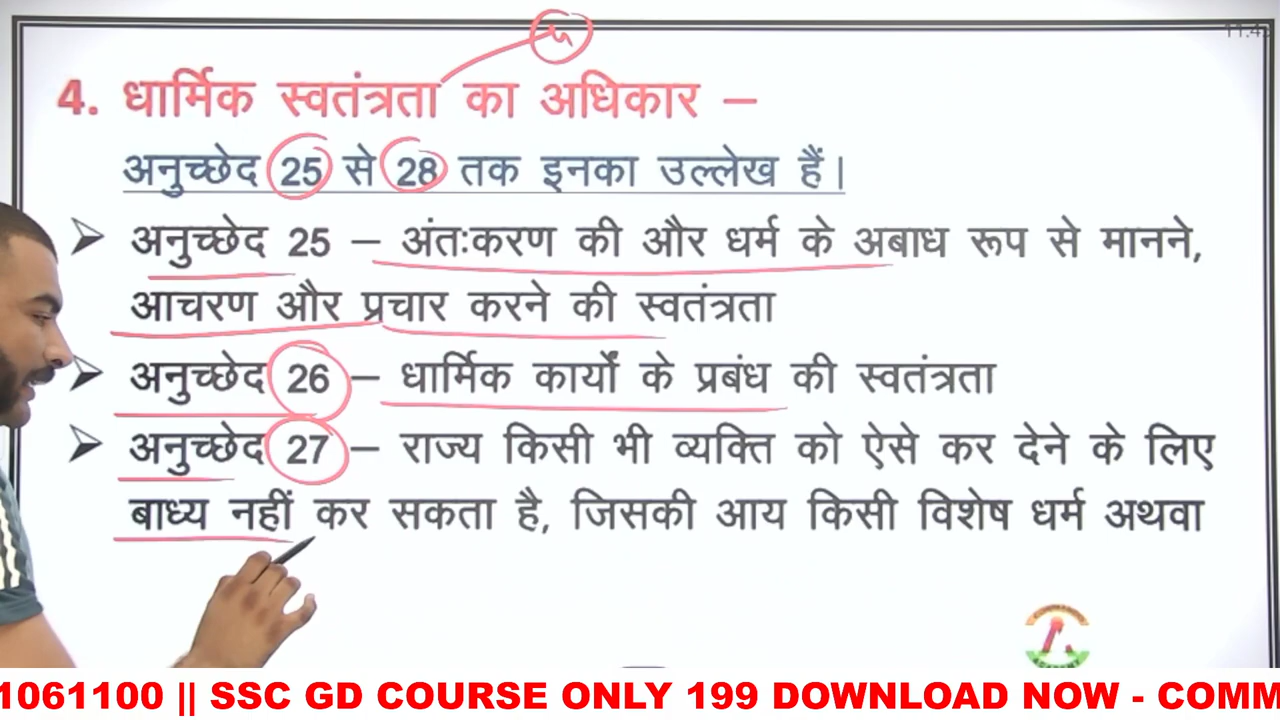 4. धार्मिक स्वतंत्रता का अधिकार –
अनुच्छेद 25 से 28 तक इनका उल्लेख हैं।
➢ अनुच्छेद 25 – अंतःकरण की और धर्म के अबाध रूप से मानने,
आचरण और प्रचार करने की स्वतंत्रता
➢ अनुच्छेद 26 – धार्मिक कार्यों के प्रबंध की स्वतंत्रता
➢ अनुच्छेद 27 – राज्य किसी भी व्यक्ति को ऐसे कर देने के लिए
बाध्य नहीं कर सकता है, जिसकी आय किसी विशेष धर्म अथवा
1061100 || SSC GD COURSE ONLY 199 DOWNLOAD NOW - COMM